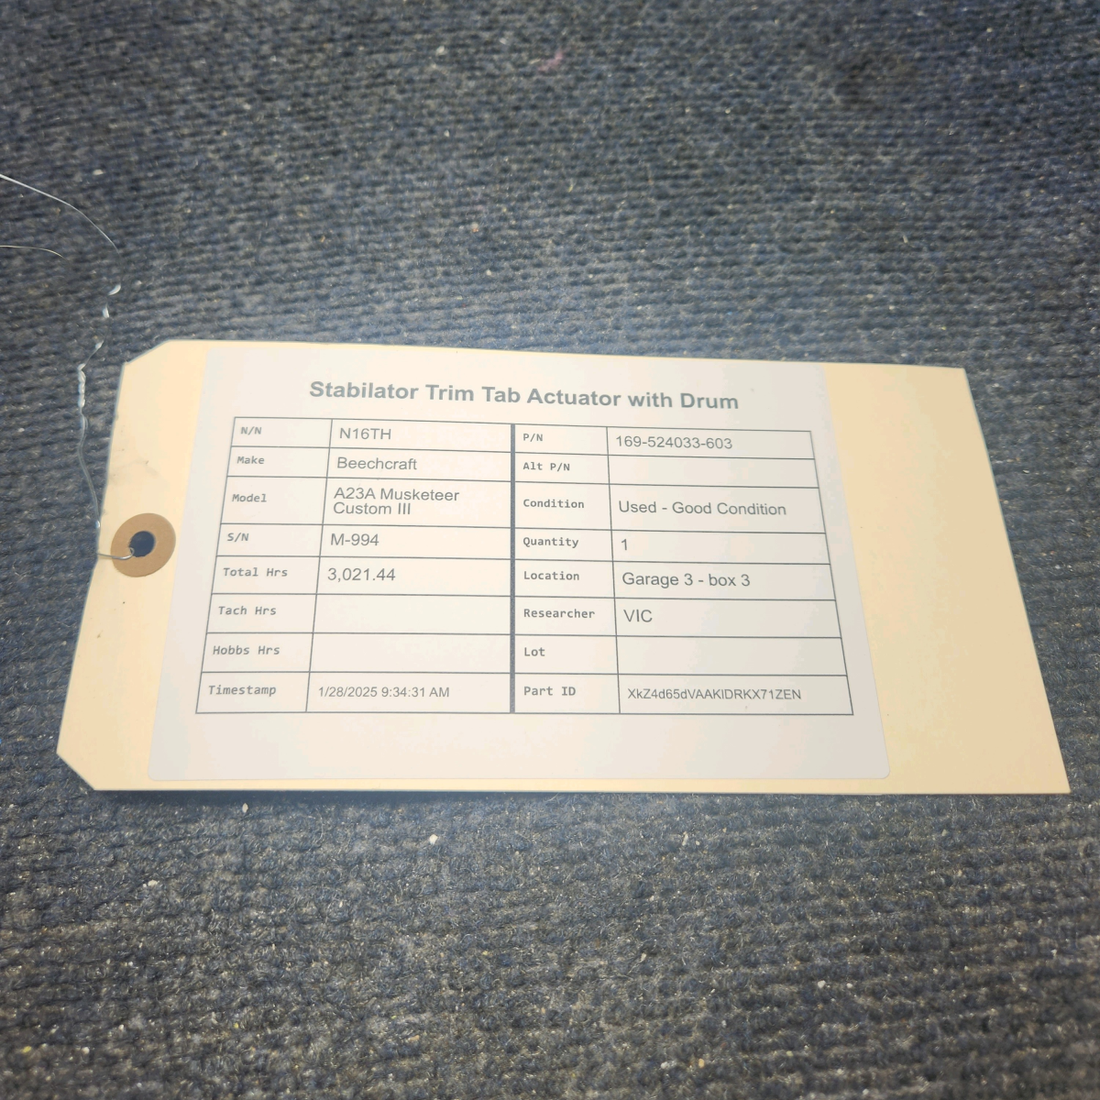 Stabilator Trim Tab Actuator with Drum
N/N N16TH P/N 169-524033-603
Make Beechcraft Alt P/N
Model A23A Musketeer
Custom III
Condition Used - Good Condition
S/N M-994 Quantity 1
Total Hrs 3,021.44 Location Garage 3 - box 3
Tach Hrs Researcher VIC
Hobbs Hrs Lot
Timestamp 1/28/2025 9:34:31 AM Part ID XkZ4d65dVAAKlDRKX71ZEN